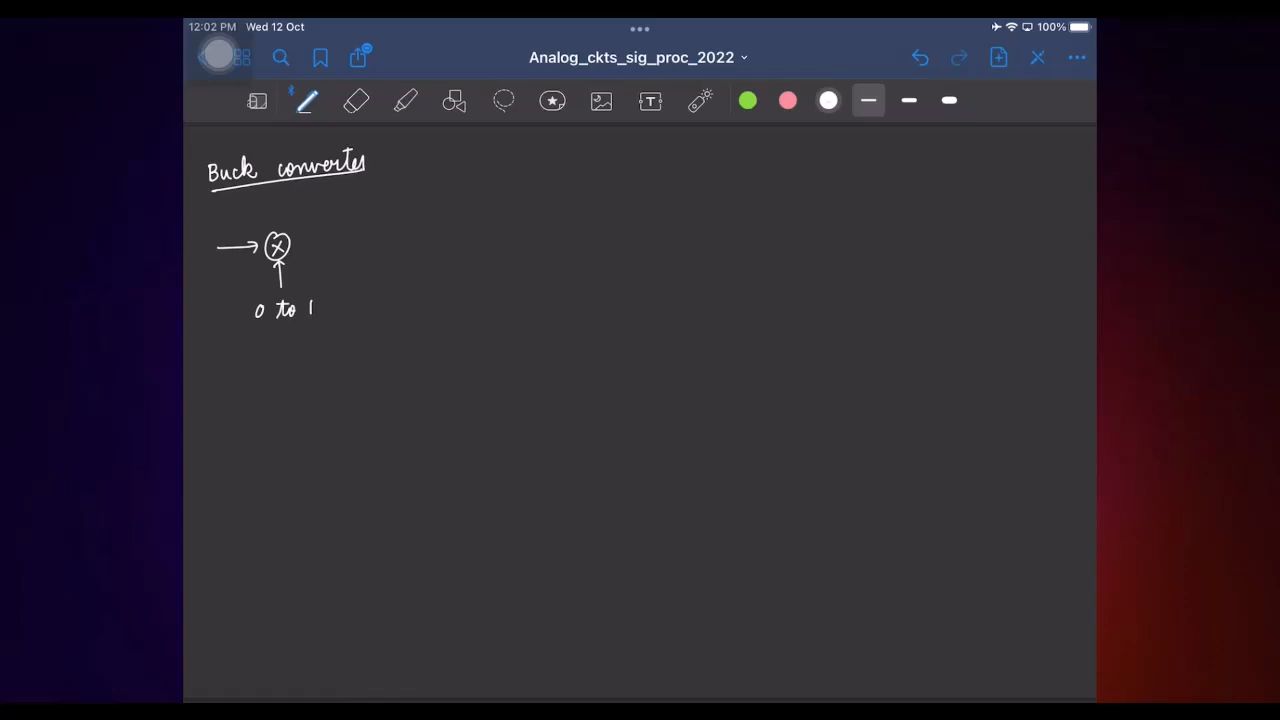 12:02 PM Wed 12 Oct
100%
Analog_ckts_sig_proc_2022
T
Buck converter
X
0 to 1